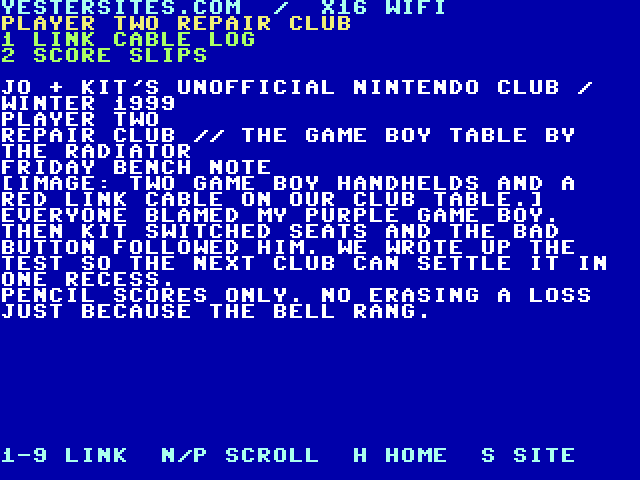 YESTERSITES.COM / X16 WIFI
PLAYER TWO REPAIR CLUB
1 LINK CABLE LOG
2 SCORE SLIPS
JO + KIT'S UNOFFICIAL NINTENDO CLUB /
WINTER 1999
PLAYER TWO
REPAIR CLUB // THE GAME BOY TABLE BY
THE RADIATOR
FRIDAY BENCH NOTE
[IMAGE: TWO GAME BOY HANDHELDS AND A
RED LINK CABLE ON OUR CLUB TABLE.]
EVERYONE BLAMED MY PURPLE GAME BOY.
THEN KIT SWITCHED SEATS AND THE BAD
BUTTON FOLLOWED HIM. WE WROTE UP THE
TEST SO THE NEXT CLUB CAN SETTLE IT IN
ONE RECESS.
PENCIL SCORES ONLY. NO ERASING A LOSS
JUST BECAUSE THE BELL RANG.
1-9 LINK N/P SCROLL H HOME S SITE